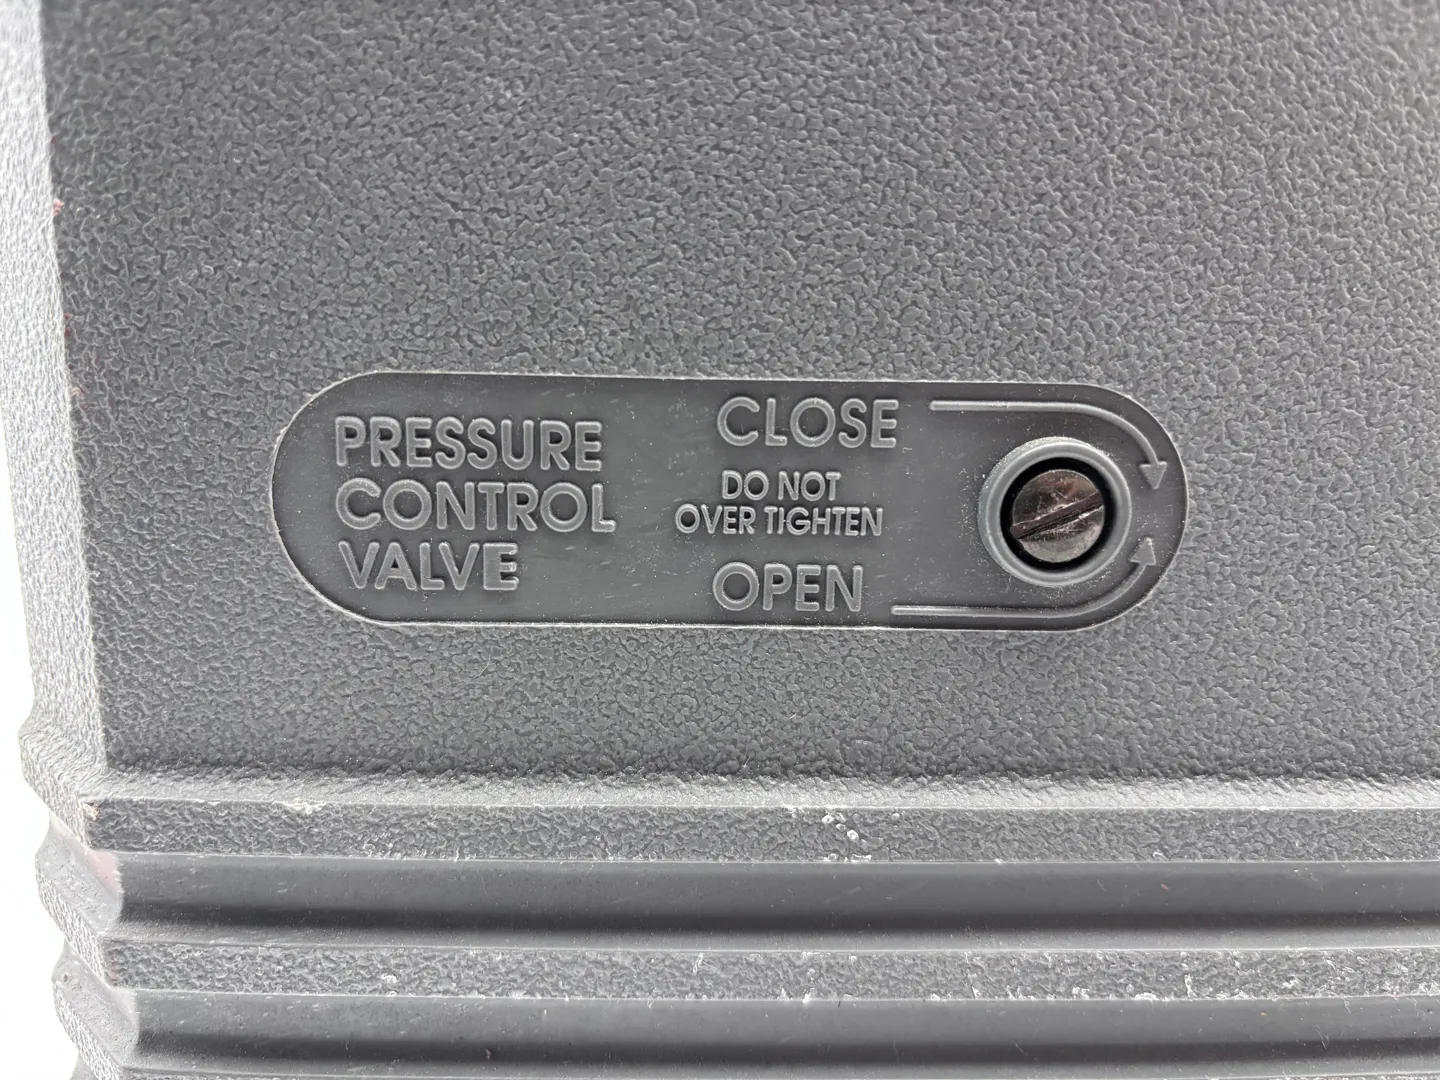 PRESSURE
CONTROL
VALVE
CLOSE
DO NOT
OVER TIGHTEN
OPEN